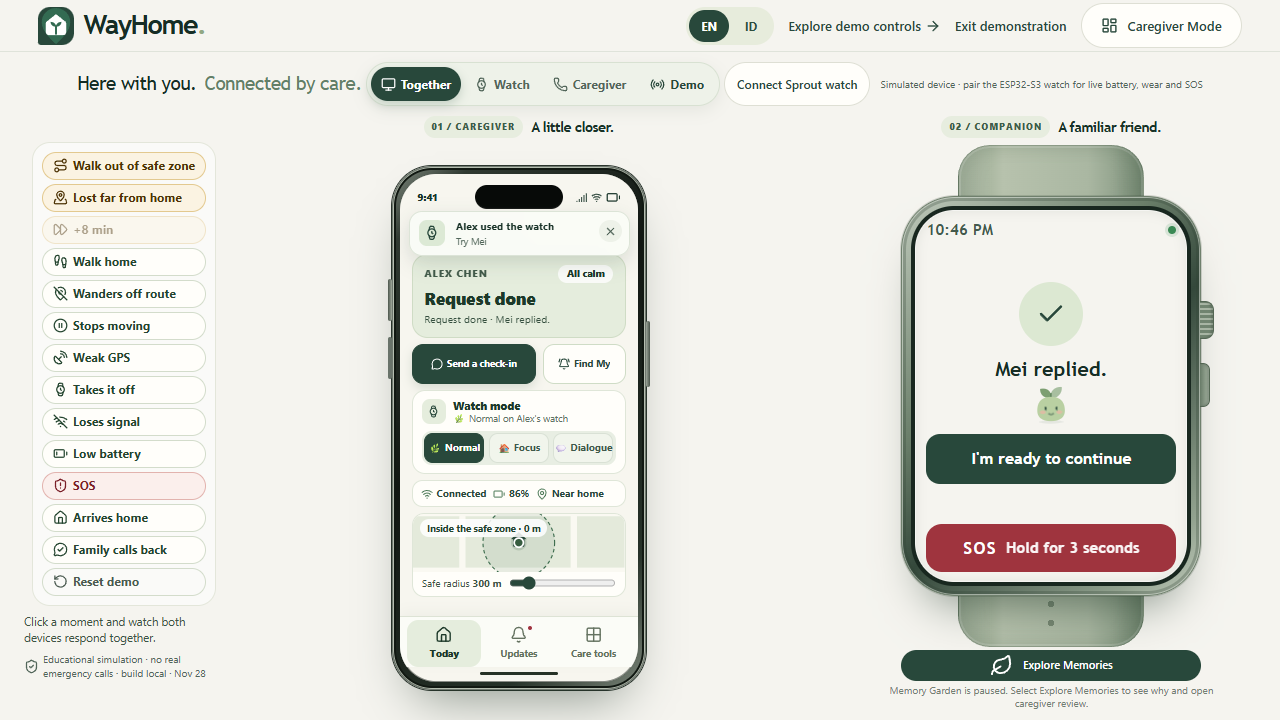 WayHome.
EN ID Explore demo controls → Exit demonstration Caregiver Mode
Here with you. Connected by care.
Together Watch Caregiver Demo
Connect Sprout watch
Simulated device · pair the ESP32-S3 watch for live battery, wear and SOS
Walk out of safe zone
Lost far from home
+8 min
Walk home
Wanders off route
Stops moving
Weak GPS
Takes it off
Loses signal
Low battery
SOS
Arrives home
Family calls back
Reset demo
Click a moment and watch both
devices respond together.
Educational simulation · no real
emergency calls · build local · Nov 28
01 / CAREGIVER A little closer.
9:41
Alex used the watch
Try Mei
ALEX CHEN All calm
Request done
Request done · Mei replied.
Send a check-in Find My
Watch mode
Normal on Alex's watch
Normal Focus Dialogue
Connected 86% Near home
Inside the safe zone · 0 m
Safe radius 300 m
Today Updates Care tools
02 / COMPANION A familiar friend.
10:46 PM
Mei replied.
I'm ready to continue
SOS Hold for 3 seconds
Explore Memories
Memory Garden is paused. Select Explore Memories to see why and open
caregiver review.